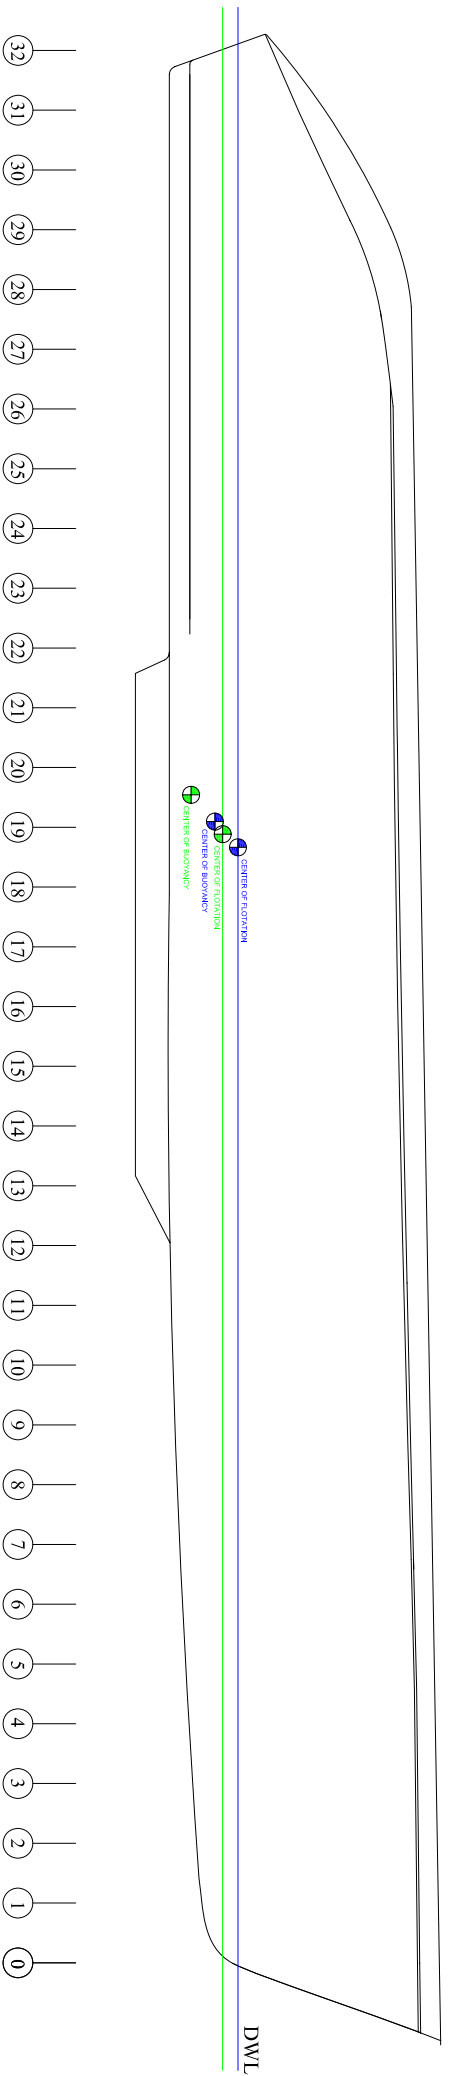 DWL
CENTER OF FLOTATION
CENTER OF FLOTATION
CENTER OF BUOYANCY
CENTER OF BUOYANCY
32 31 30 29 28 27 26 25 24 23 22 21 20 19 18 17 16 15 14 13 12 11 10 9 8 7 6 5 4 3 2 1 0